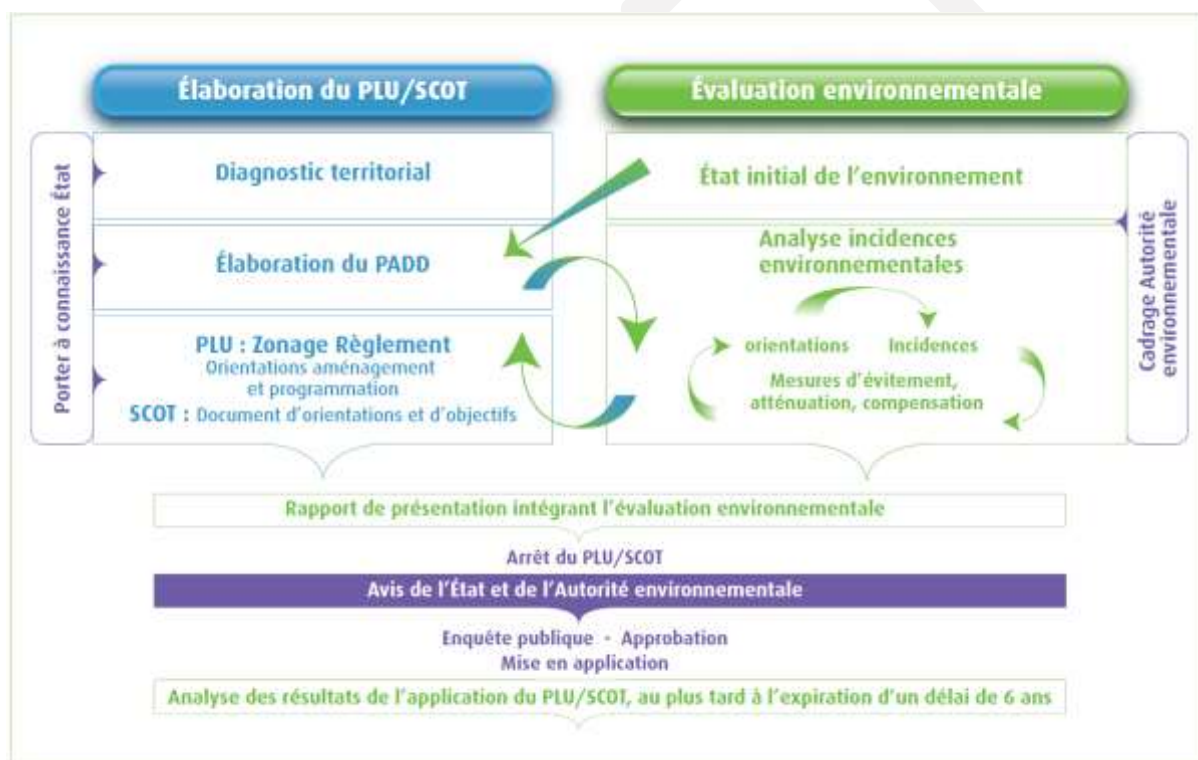 Élaboration du PLU/SCOT
Évaluation environnementale
Porter à connaissance État
Diagnostic territorial
Élaboration du PADD
PLU : Zonage Règlement
Orientations aménagement
et programmation
SCOT : Document d'orientations et d'objectifs
État initial de l'environnement
Analyse incidences
environnementales
orientations
Incidences
Mesures d'évitement,
atténuation, compensation
Cadrage Autorité
environnementale
Rapport de présentation intégrant l'évaluation environnementale
Arrêt du PLU/SCOT
Avis de l'État et de l'Autorité environnementale
Enquête publique - Approbation
Mise en application
Analyse des résultats de l'application du PLU/SCOT, au plus tard à l'expiration d'un délai de 6 ans